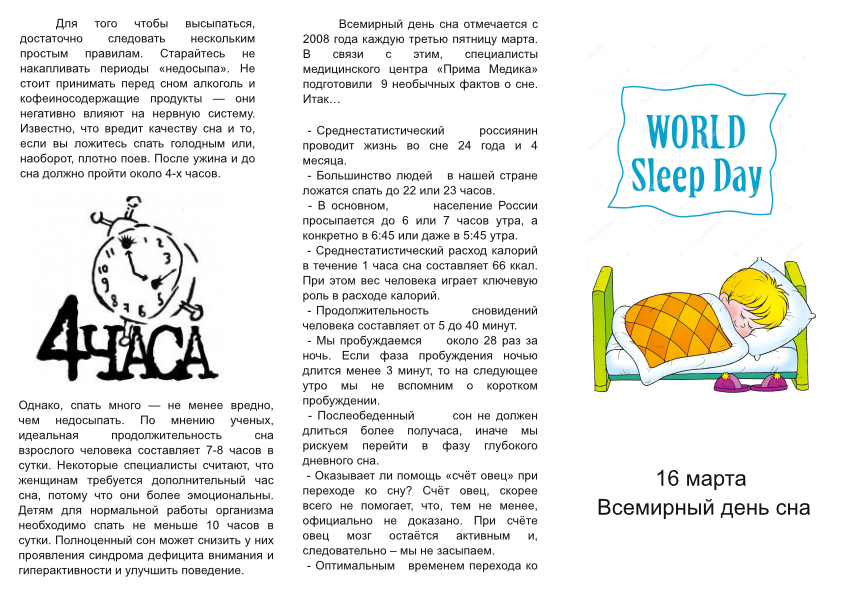 Для того чтобы высыпаться,
достаточно следовать нескольким
простым правилам. Старайтесь не
накапливать периоды «недосыпа». Не
стоит принимать перед сном алкоголь и
кофеиносодержащие продукты — они
негативно влияют на нервную систему.
Известно, что вредит качеству сна и то,
если вы ложитесь спать голодным или,
наоборот, плотно поев. После ужина и до
сна должно пройти около 4-х часов.
11 12 1 2 3 5 6 7 8 9 10
4 ЧАСА
Однако, спать много — не менее вредно,
чем недосыпать. По мнению ученых,
идеальная продолжительность сна
взрослого человека составляет 7-8 часов в
сутки. Некоторые специалисты считают, что
женщинам требуется дополнительный час
сна, потому что они более эмоциональны.
Детям для нормальной работы организма
необходимо спать не меньше 10 часов в
сутки. Полноценный сон может снизить у них
проявления синдрома дефицита внимания и
гиперактивности и улучшить поведение.
Всемирный день сна отмечается с
2008 года каждую третью пятницу марта.
В связи с этим, специалисты
медицинского центра «Прима Медика»
подготовили 9 необычных фактов о сне.
Итак…
- Среднестатистический россиянин
проводит жизнь во сне 24 года и 4
месяца.
- Большинство людей в нашей стране
ложатся спать до 22 или 23 часов.
- В основном, население России
просыпается до 6 или 7 часов утра, а
конкретно в 6:45 или даже в 5:45 утра.
- Среднестатистический расход калорий
в течение 1 часа сна составляет 66 ккал.
При этом вес человека играет ключевую
роль в расходе калорий.
- Продолжительность сновидений
человека составляет от 5 до 40 минут.
- Мы пробуждаемся около 28 раз за
ночь. Если фаза пробуждения ночью
длится менее 3 минут, то на следующее
утро мы не вспомним о коротком
пробуждении.
- Послеобеденный сон не должен
длиться более получаса, иначе мы
рискуем перейти в фазу глубокого
дневного сна.
- Оказывает ли помощь «счёт овец» при
переходе ко сну? Счёт овец, скорее
всего не помогает, что, тем не менее,
официально не доказано. При счёте
овец мозг остаётся активным и,
следовательно – мы не засыпаем.
- Оптимальным временем перехода ко
WORLD
Sleep Day
16 марта
Всемирный день сна